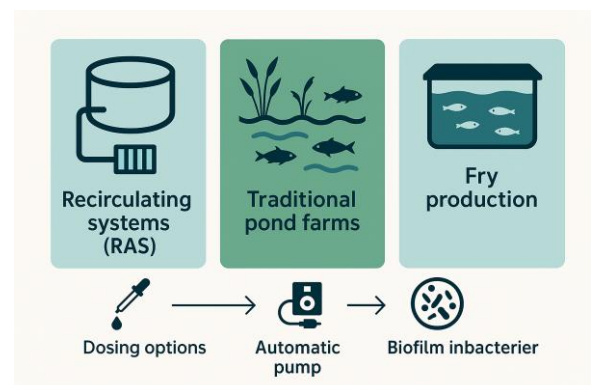 Recirculating
systems
(RAS)
Traditional
pond farms
Fry
production
Dosing options
Automatic
pump
Biofilm inbacterier